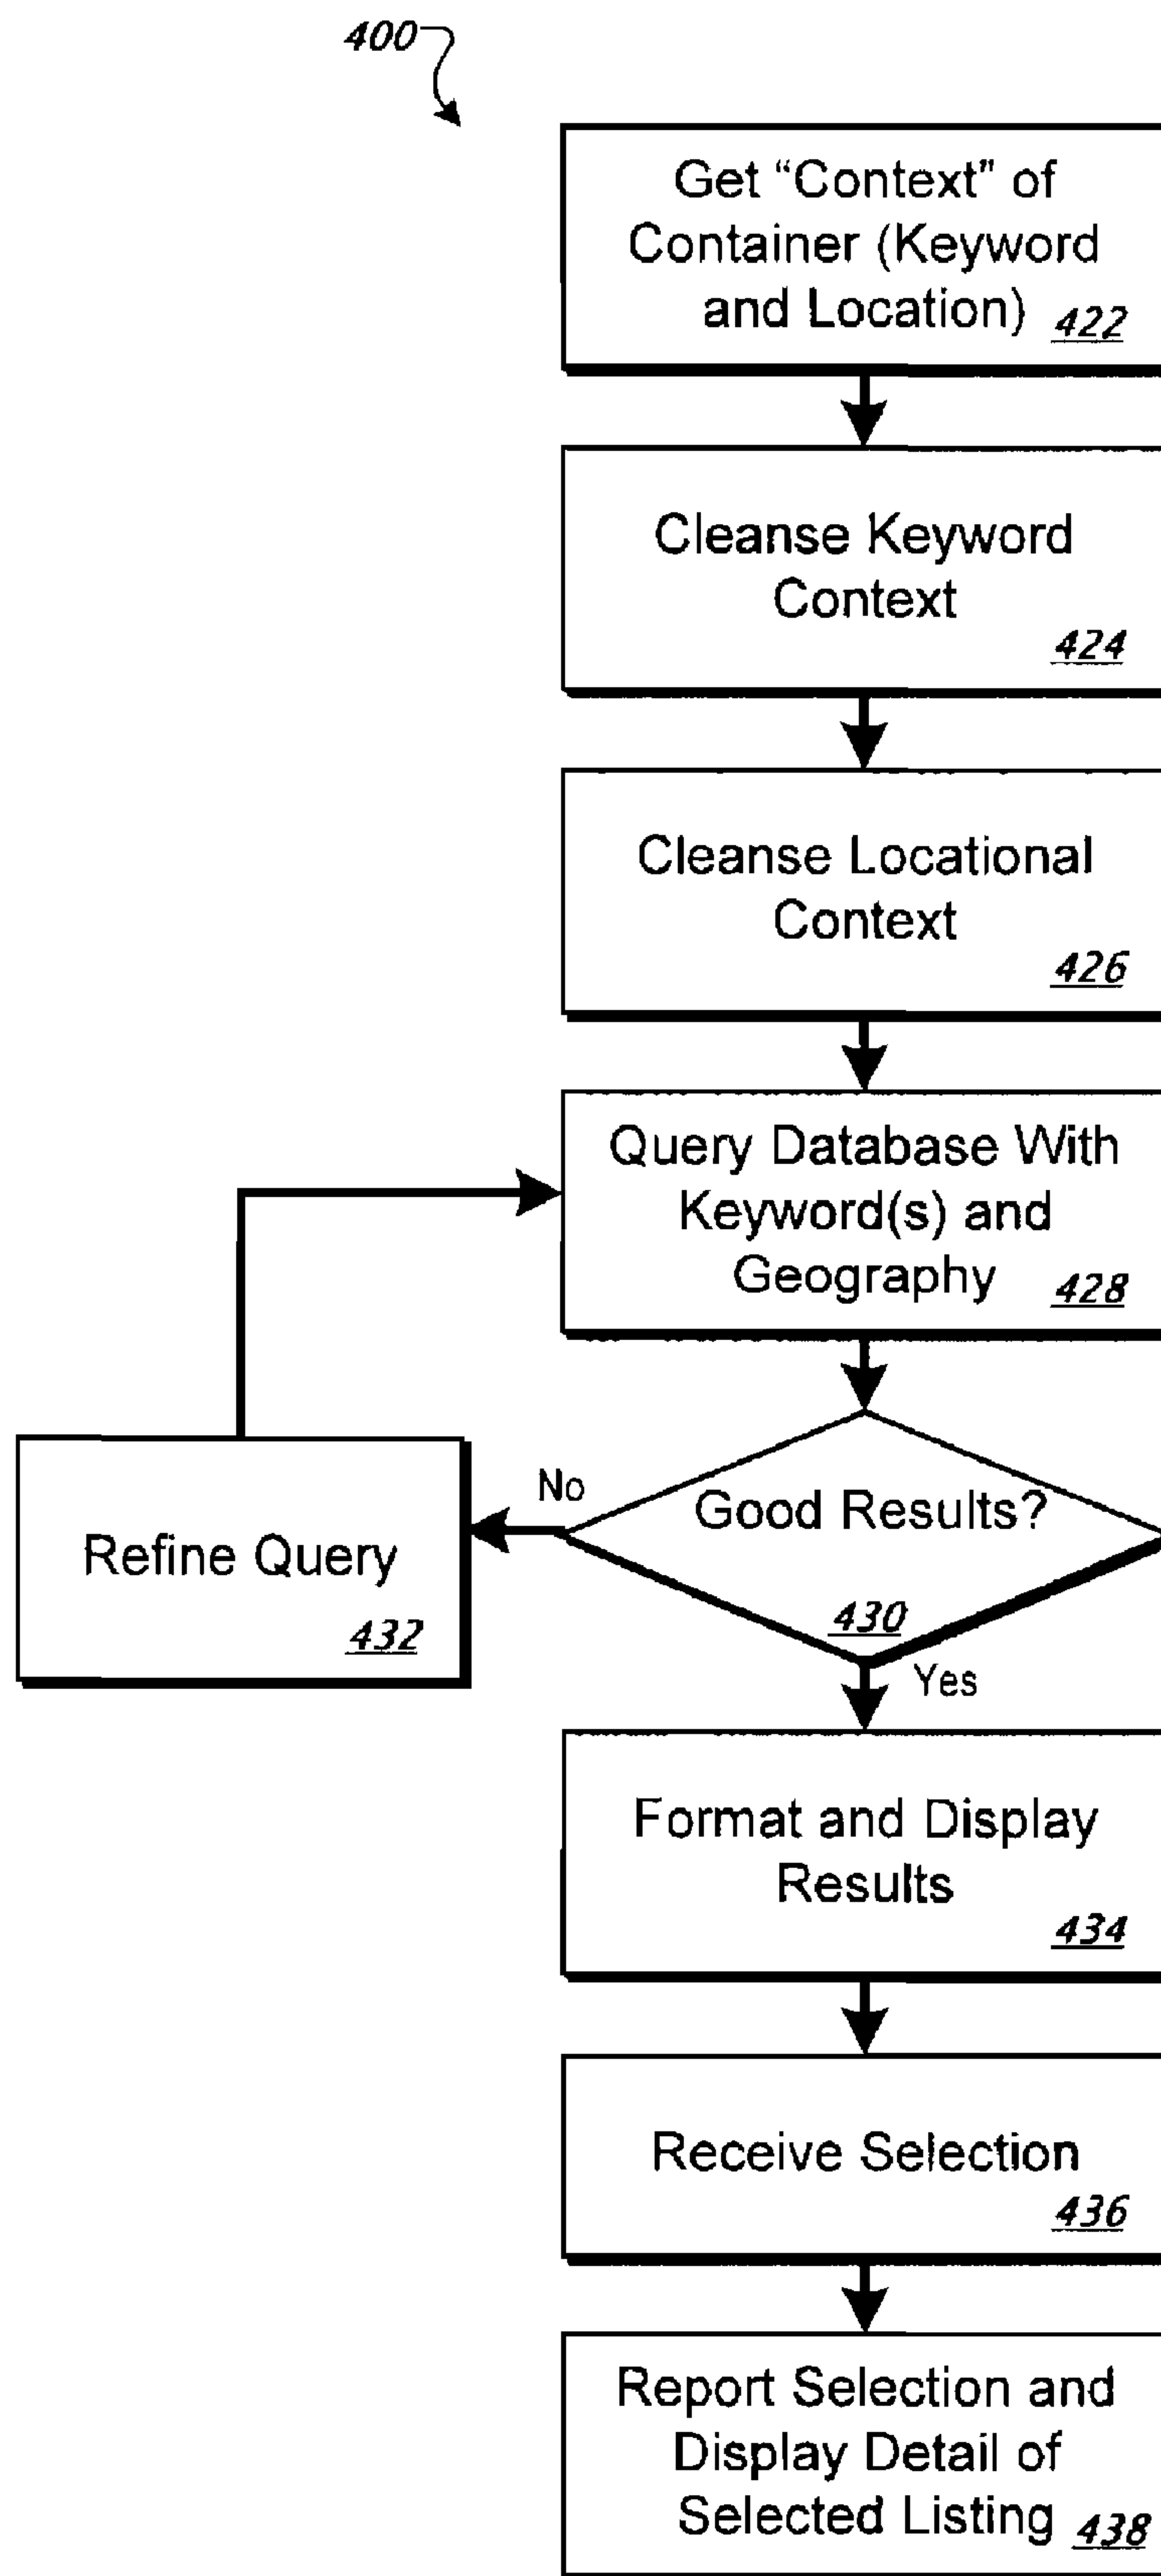 400
Get “Context” of
Container (Keyword
and Location) 422
Cleanse Keyword
Context
424
Cleanse Locational
Context
426
Query Database With
Keyword(s) and
Geography 428
No
Good Results?
Refine Query
432
430
Yes
Format and Display
Results
434
Receive Selection
436
Report Selection and
Display Detail of
Selected Listing 438